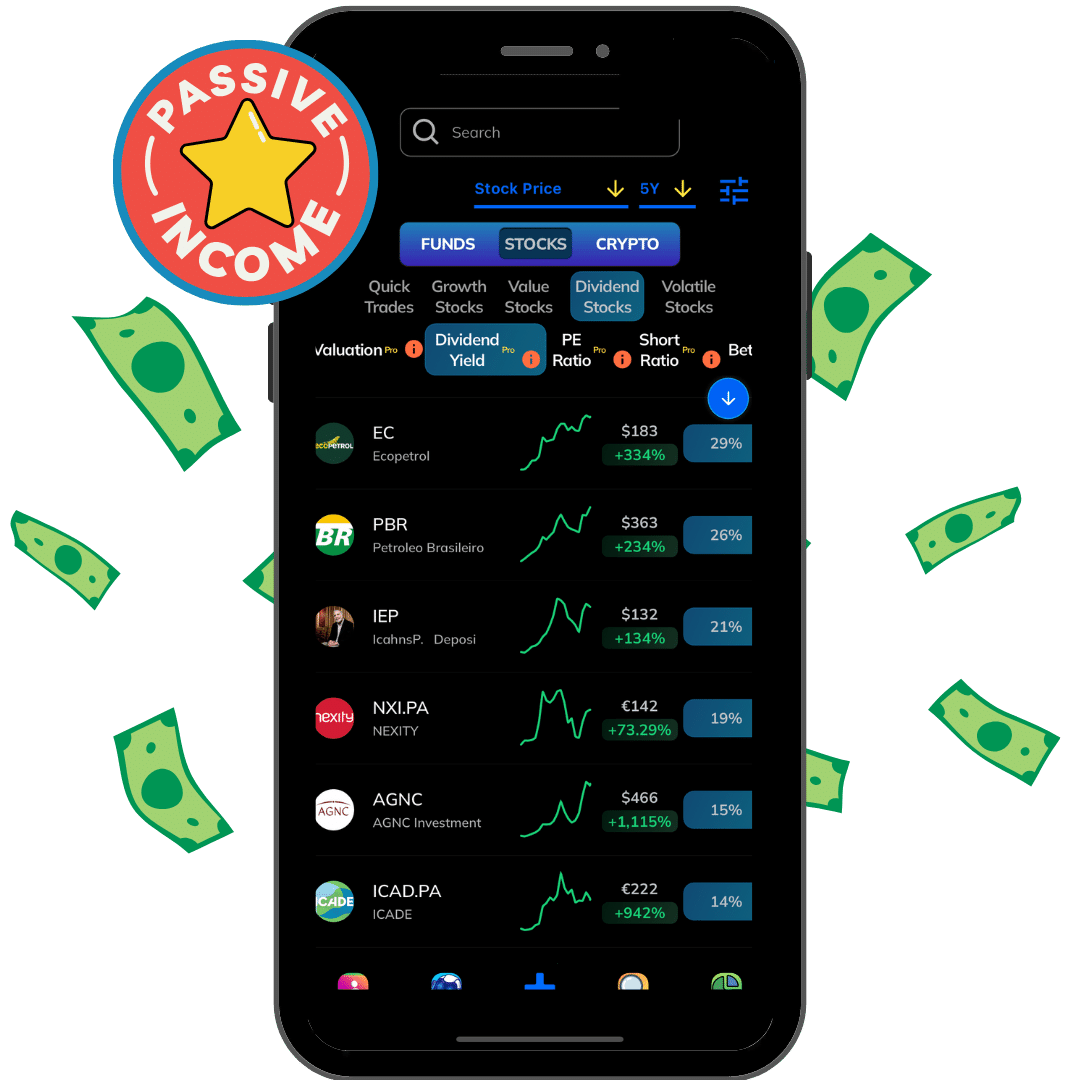 PASSIVE
INCOME
Search
Stock Price
5Y
FUNDS
STOCKS
CRYPTO
Quick
Trades
Growth
Stocks
Value
Stocks
Dividend
Stocks
Volatile
Stocks
Valuation Pro i
Dividend
Yield
Pro
i
PE
Ratio
Pro
i
Short
Ratio
Pro
i
Bet
ECOPETROL
EC
Ecopetrol
$183
+334%
29%
BR
PBR
Petroleo Brasileiro
$363
+234%
26%
IEP
IcahnsP. Deposi
$132
+134%
21%
nexity
NXI.PA
NEXITY
€142
+73.29%
19%
AGNC
AGNC
AGNC Investment
$466
+1,115%
15%
ICADE
ICAD.PA
ICADE
€222
+942%
14%